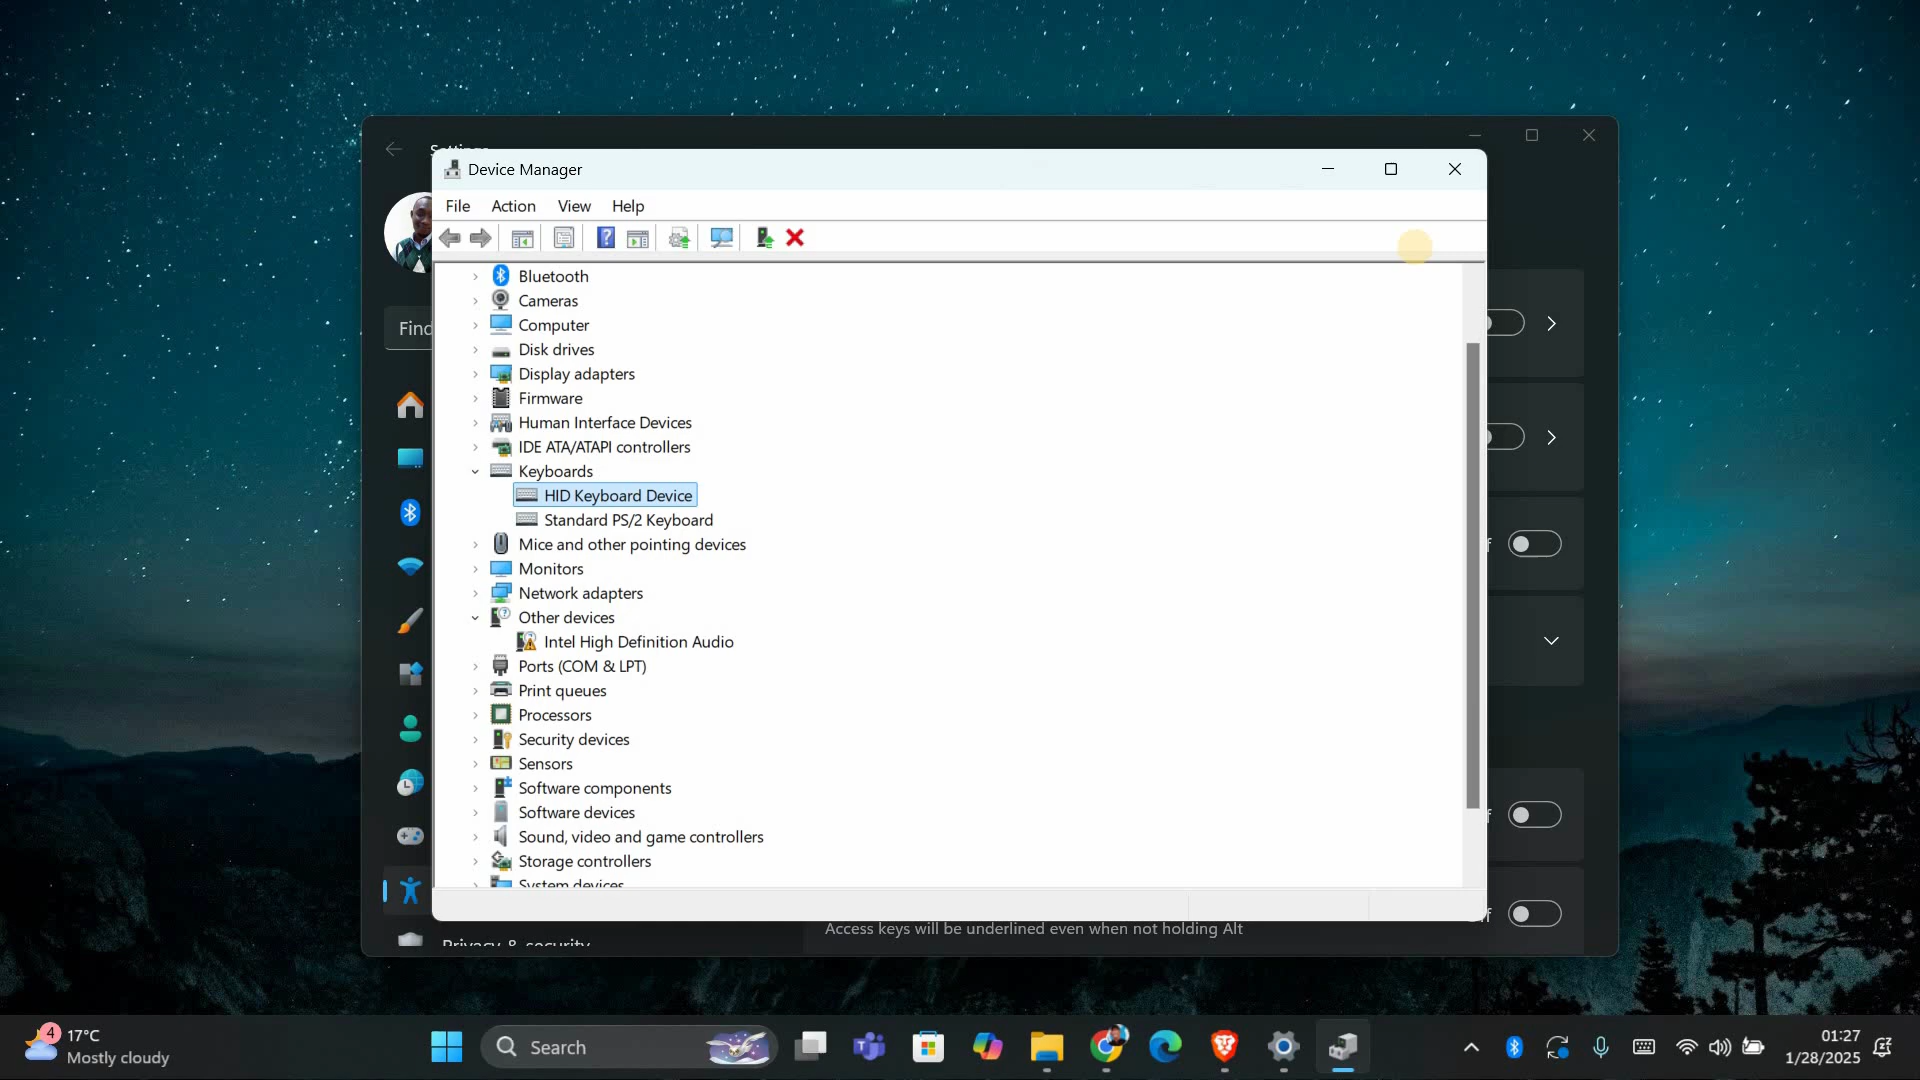 Settings
Device Manager
File Action View Help
Find
Bluetooth
Cameras
Computer
Disk drives
Display adapters
Firmware
Human Interface Devices
IDE ATA/ATAPI controllers
Keyboards
HID Keyboard Device
Standard PS/2 Keyboard
Mice and other pointing devices
Monitors
Network adapters
Other devices
Intel High Definition Audio
Ports (COM & LPT)
Print queues
Processors
Security devices
Sensors
Software components
Software devices
Sound, video and game controllers
Storage controllers
System devices
Access keys will be underlined even when not holding Alt
Privacy & security
4
17°C
Mostly cloudy
Search
01:27
1/28/2025